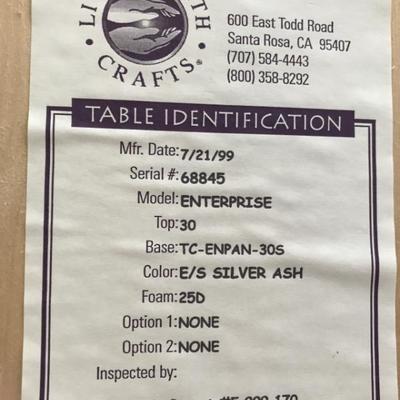 600 East Todd Road
Santa Rosa, CA 95407
(707) 584-4443
(800) 358-8292
• CRAFTS® •
TABLE IDENTIFICATION
Mfr. Date: 7/21/99
Serial #: 68845
Model: ENTERPRISE
Top: 30
Base: TC-ENPAN-30S
Color: E/S SILVER ASH
Foam: 25D
Option 1: NONE
Option 2: NONE
Inspected by: